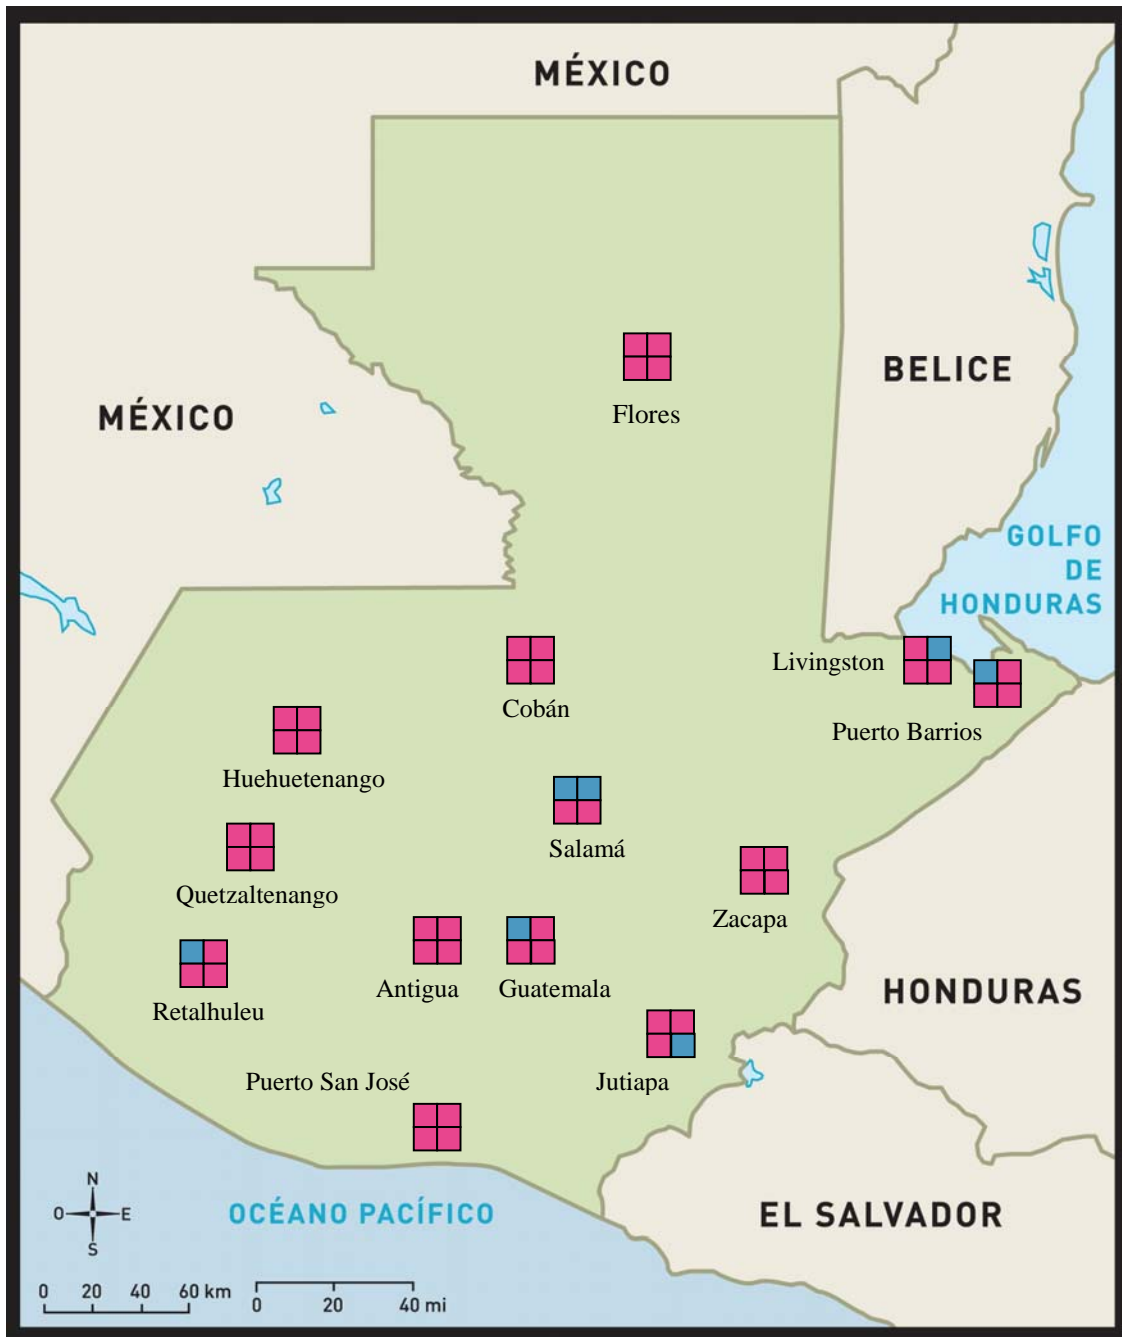 MÉXICO
MÉXICO
BELICE
Flores
GOLFO
DE
HONDURAS
Livingston
Cobán
Puerto Barrios
Huehuetenango
Salamá
Quetzaltenango
Zacapa
Antigua
Guatemala
Retalhuleu
HONDURAS
Puerto San José
Jutiapa
OCÉANO PACÍFICO
EL SALVADOR
N
O E
S
0 20 40 60 km
0 20 40 mi